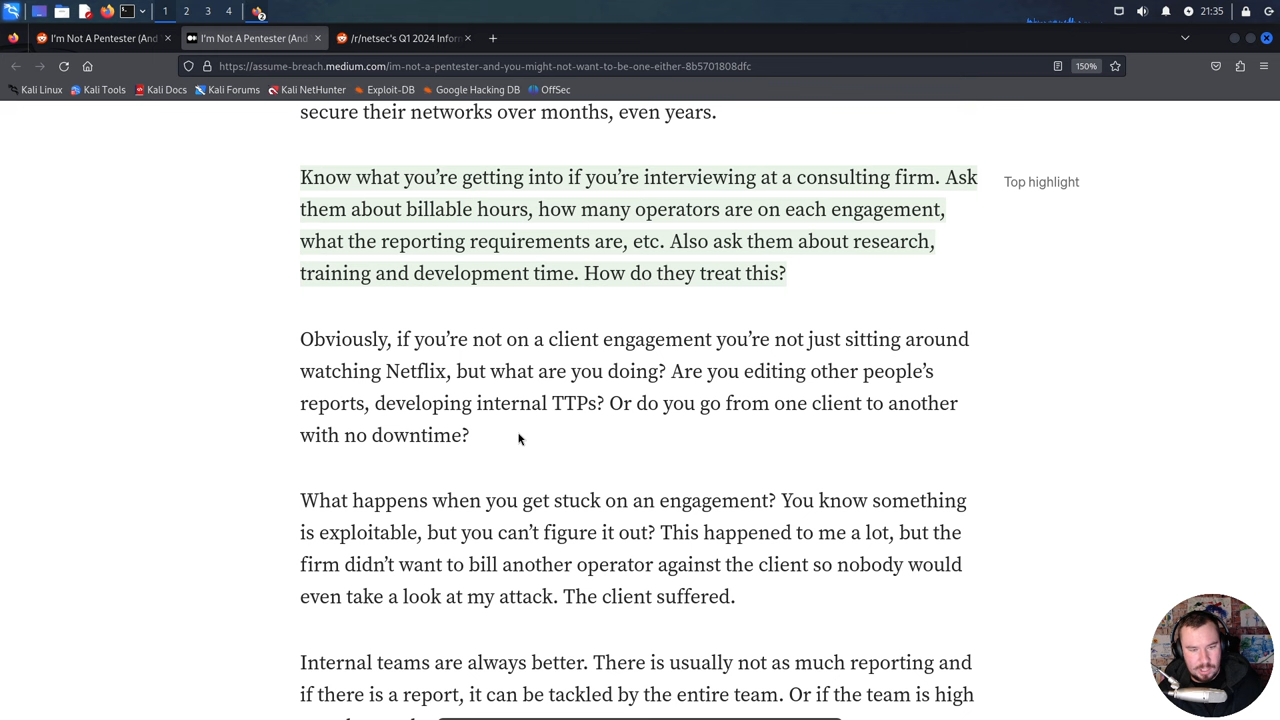 1
2
3
4
2
21:35
I'm Not A Pentester (And
I'm Not A Pentester (And
/r/netsec's Q1 2024 Inforr
https://assume-breach.medium.com/im-not-a-pentester-and-you-might-not-want-to-be-one-either-8b5701808dfc
150%
Kali Linux
Kali Tools
Kali Docs
Kali Forums
Kali NetHunter
Exploit-DB
Google Hacking DB
OffSec
secure their networks over months, even years.
Know what you're getting into if you're interviewing at a consulting firm. Ask
Top highlight
them about billable hours, how many operators are on each engagement,
what the reporting requirements are, etc. Also ask them about research,
training and development time. How do they treat this?
Obviously, if you're not on a client engagement you're not just sitting around
watching Netflix, but what are you doing? Are you editing other people's
reports, developing internal TTPs? Or do you go from one client to another
with no downtime?
What happens when you get stuck on an engagement? You know something
is exploitable, but you can't figure it out? This happened to me a lot, but the
firm didn't want to bill another operator against the client so nobody would
even take a look at my attack. The client suffered.
Internal teams are always better. There is usually not as much reporting and
if there is a report, it can be tackled by the entire team. Or if the team is high